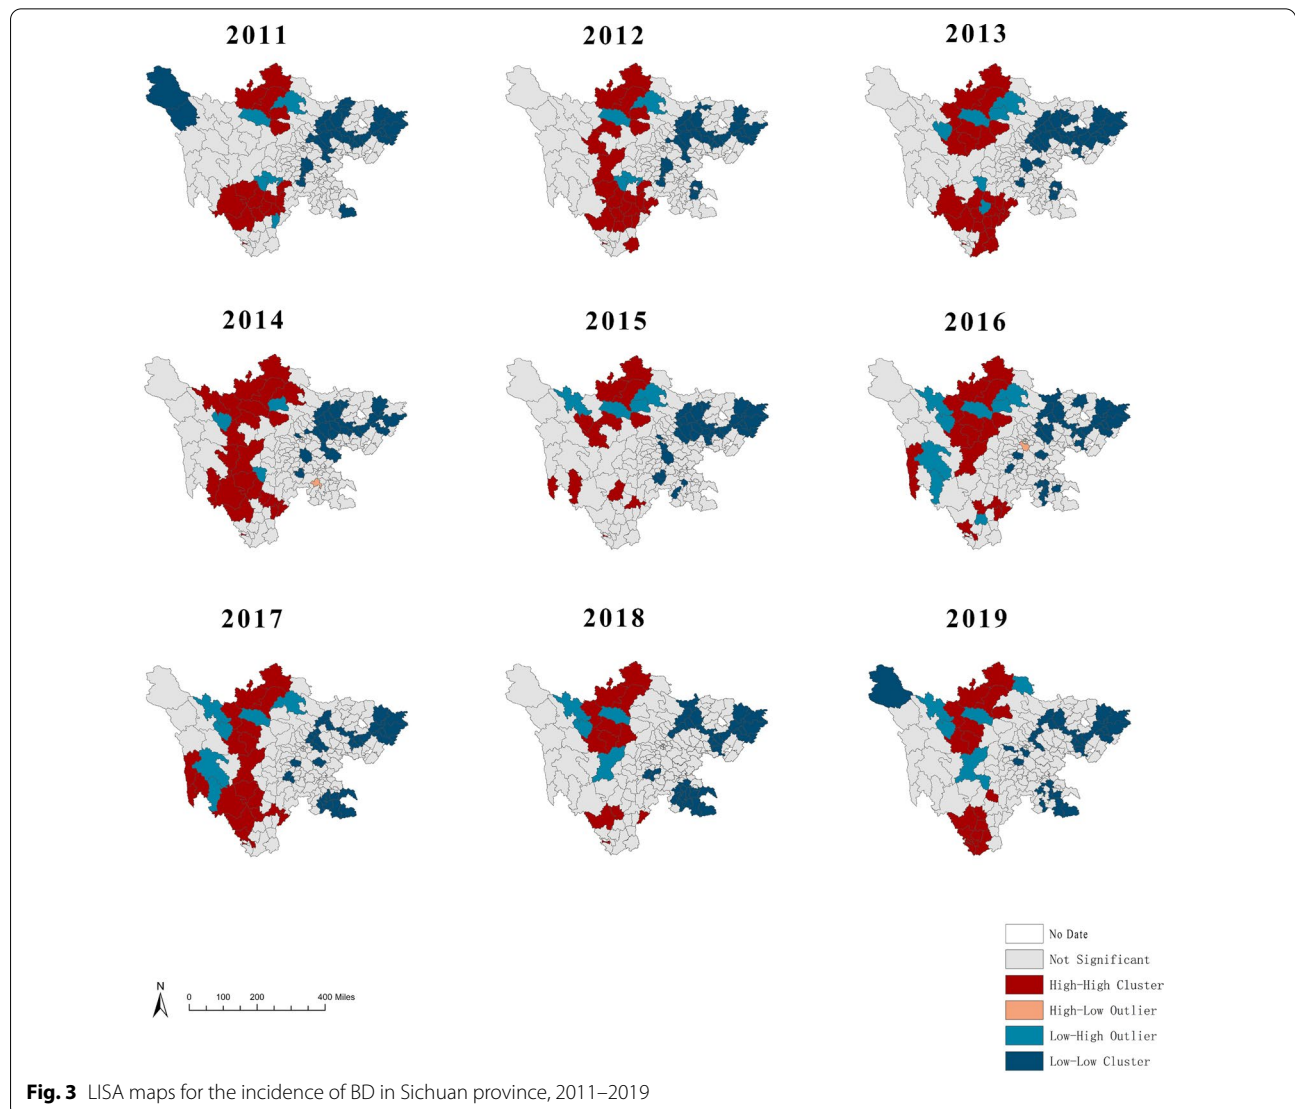 2011
2012
2013
2014
2015
2016
2017
2018
2019
No Date
Not Significant
High-High Cluster
High-Low Outlier
Low-High Outlier
Low-Low Cluster
N
0 100 200 400 Miles
Fig. 3 LISA maps for the incidence of BD in Sichuan province, 2011–2019